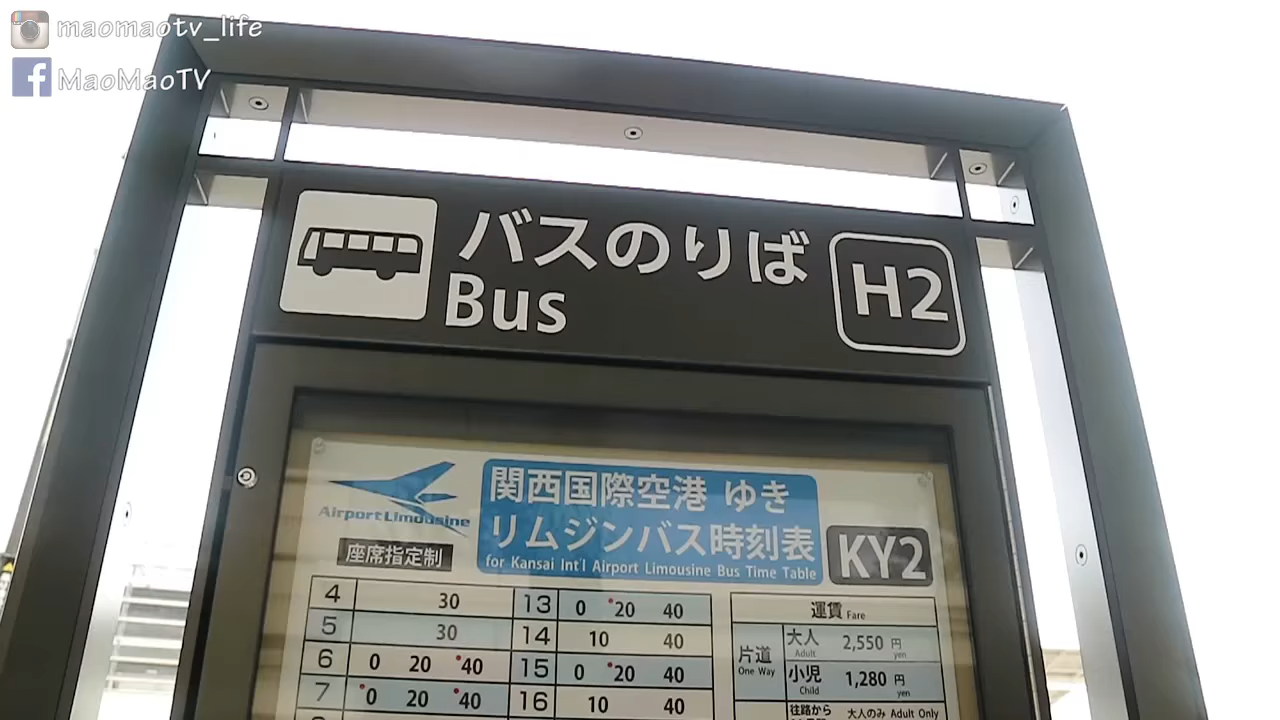 maomaotv_life
MaoMaoTV
バスのりば
Bus
H2
Airport Limousine
座席指定制
関西国際空港 ゆき
リムジンバス時刻表
for Kansai Int'l Airport Limousine Bus Time Table
KY2
4 30 13 0 20 40
5 30 14 10 40
6 0 20 40 15 0 20 40
7 0 20 40 16 10 40
運賃 Fare
片道
One Way
大人 2,550 円
Adult yen
小児 1,280 円
Child yen
往路から 大人のみ Adult Only